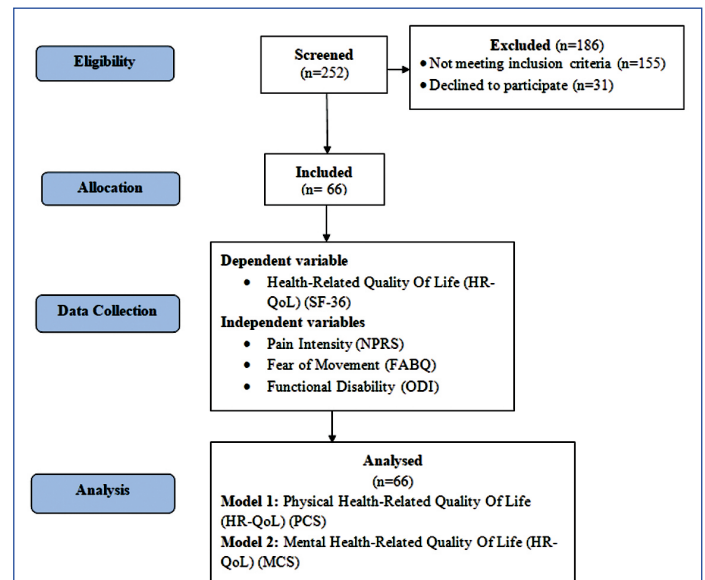 Eligibility
Screened
(n=252)
Excluded (n=186)
• Not meeting inclusion criteria (n=155)
• Declined to participate (n=31)
Allocation
Included
(n= 66)
Data Collection
Dependent variable
• Health-Related Quality Of Life (HR-
QoL) (SF-36)
Independent variables
• Pain Intensity (NPRS)
• Fear of Movement (FABQ)
• Functional Disability (ODI)
Analysis
Analysed
(n=66)
Model 1: Physical Health-Related Quality Of Life
(HR-QoL) (PCS)
Model 2: Mental Health-Related Quality Of Life (HR-
QoL) (MCS)